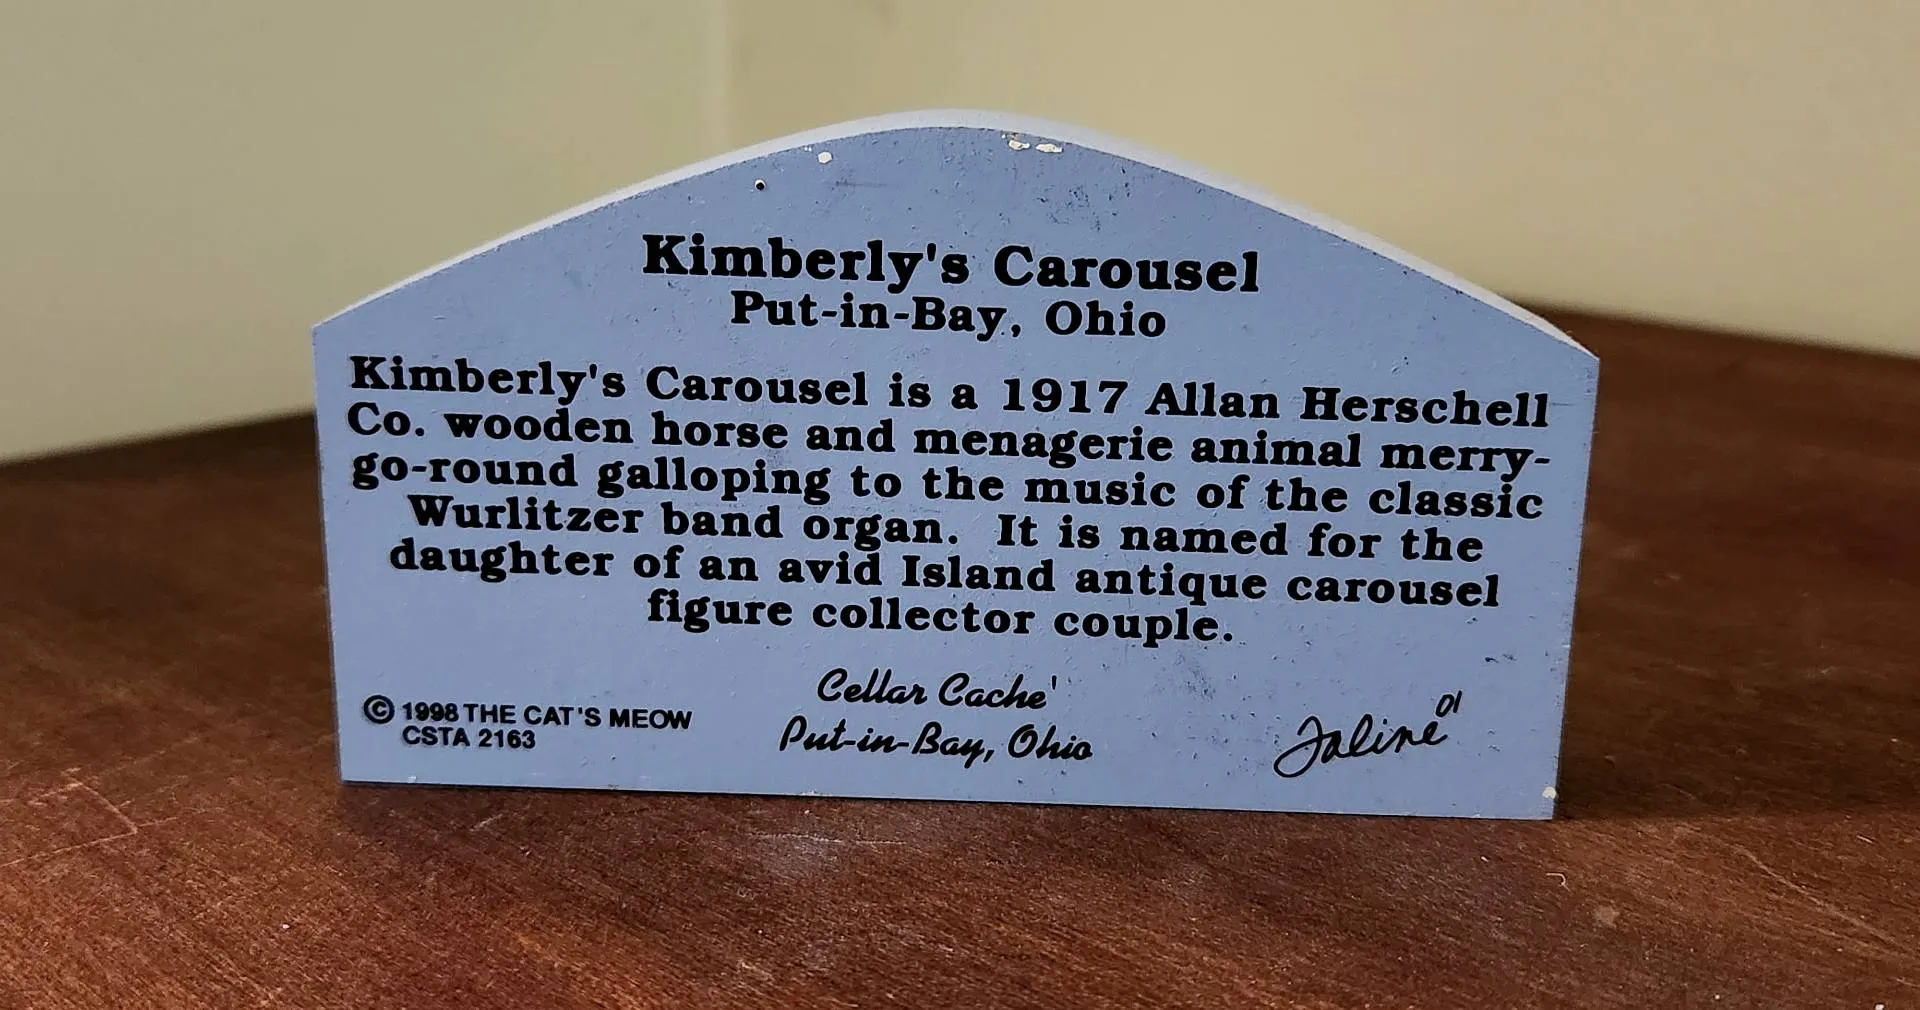 Kimberly's Carousel
Put-in-Bay, Ohio
Kimberly's Carousel is a 1917 Allan Herschell
Co. wooden horse and menagerie animal merry-
go-round galloping to the music of the classic
Wurlitzer band organ. It is named for the
daughter of an avid Island antique carousel
figure collector couple.
© 1998 THE CAT'S MEOW
CSTA 2163
Cellar Cache'
Put-in-Bay, Ohio
Jaline 01